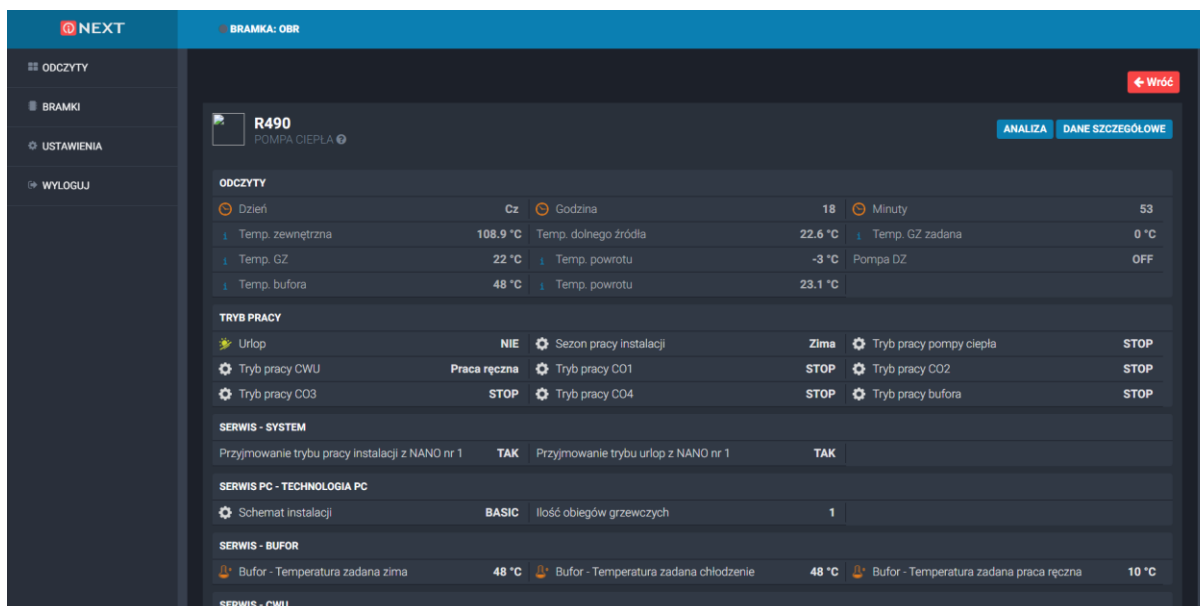 NEXT
BRAMKA: OBR
ODCZYTY
BRAMKI
USTAWIENIA
WYLOGUJ
Wróć
R490
POMPA CIEPŁA
ANALIZA DANE SZCZEGÓŁOWE
ODCZYTY
Dzień Cz Godzina 18 Minuty 53
Temp. zewnętrzna 108.9 °C Temp. dolnego źródła 22.6 °C Temp. GZ zadana 0 °C
Temp. GZ 22 °C Temp. powrotu -3 °C Pompa DZ OFF
Temp. bufora 48 °C Temp. powrotu 23.1 °C
TRYB PRACY
Urlop NIE Sezon pracy instalacji Zima Tryb pracy pompy ciepła STOP
Tryb pracy CWU Praca ręczna Tryb pracy CO1 STOP Tryb pracy CO2 STOP
Tryb pracy CO3 STOP Tryb pracy CO4 STOP Tryb pracy bufora STOP
SERWIS - SYSTEM
Przyjmowanie trybu pracy instalacji z NANO nr 1 TAK Przyjmowanie trybu urlop z NANO nr 1 TAK
SERWIS PC - TECHNOLOGIA PC
Schemat instalacji BASIC Ilość obiegów grzewczych 1
SERWIS - BUFOR
Bufor - Temperatura zadana zima 48 °C Bufor - Temperatura zadana chłodzenie 48 °C Bufor - Temperatura zadana praca ręczna 10 °C
SERWIS - CWU